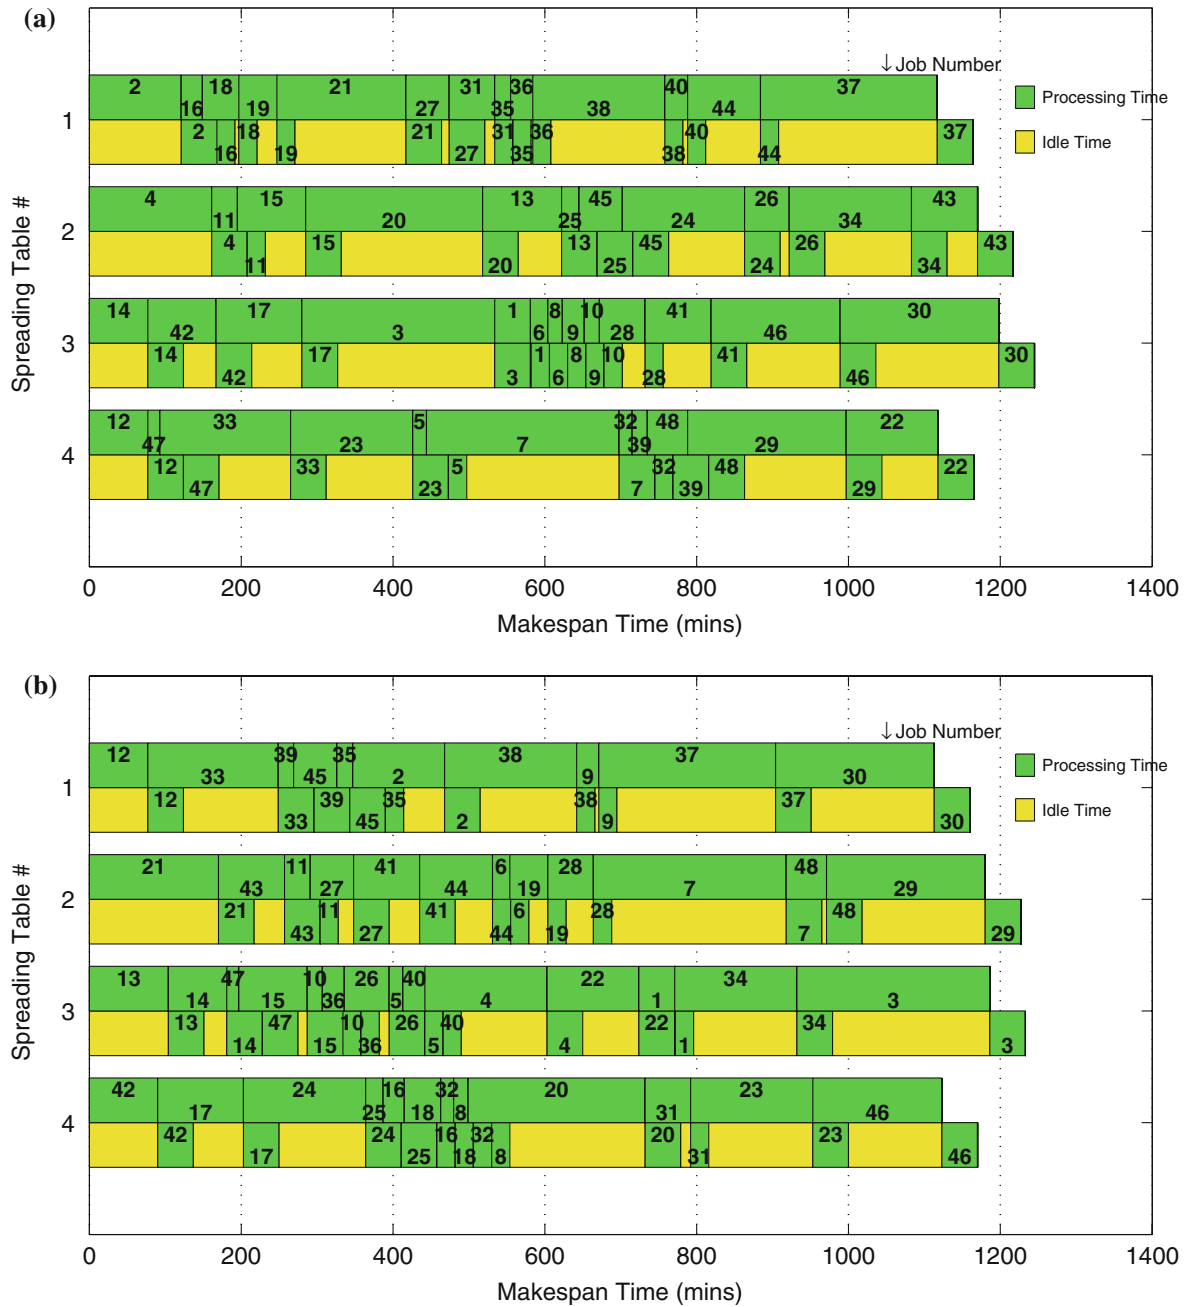 (a)
↓Job Number
2 18 21 31 36 40 37
16 19 27 35 38 44
Processing Time
1
2 18 21 31 36 40 37
16 19 27 35 38 44
Idle Time
4 15 13 45 26 43
11 20 25 24 34
2
4 15 13 45 26 43
11 20 25 24 34
14 17 1 8 10 41 30
42 3 6 9 28 46
3
14 17 1 8 10 41 30
42 3 6 9 28 46
12 33 5 32 48 22
47 23 7 39 29
4
12 33 5 32 48 22
47 23 7 39 29
Spreading Table #
0 200 400 600 800 1000 1200 1400
Makespan Time (mins)
(b)
↓Job Number
12 39 35 38 37
33 45 2 9 30
Processing Time
1
12 39 35 38 37
33 45 2 9 30
Idle Time
21 11 41 6 28 48
43 27 44 19 7 29
2
21 11 41 6 28 48
43 27 44 19 7 29
13 47 10 26 40 22 34
14 15 36 5 4 1 3
3
13 47 10 26 40 22 34
14 15 36 5 4 1 3
42 24 16 32 20 23
17 25 18 8 31 46
4
42 24 16 32 20 23
17 25 18 8 31 46
Spreading Table #
0 200 400 600 800 1000 1200 1400
Makespan Time (mins)